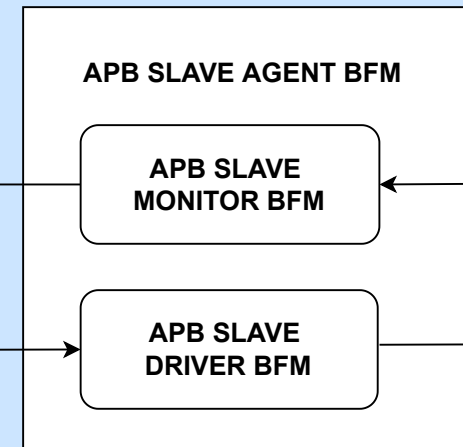 APB SLAVE AGENT BFM
APB SLAVE
MONITOR BFM
APB SLAVE
DRIVER BFM